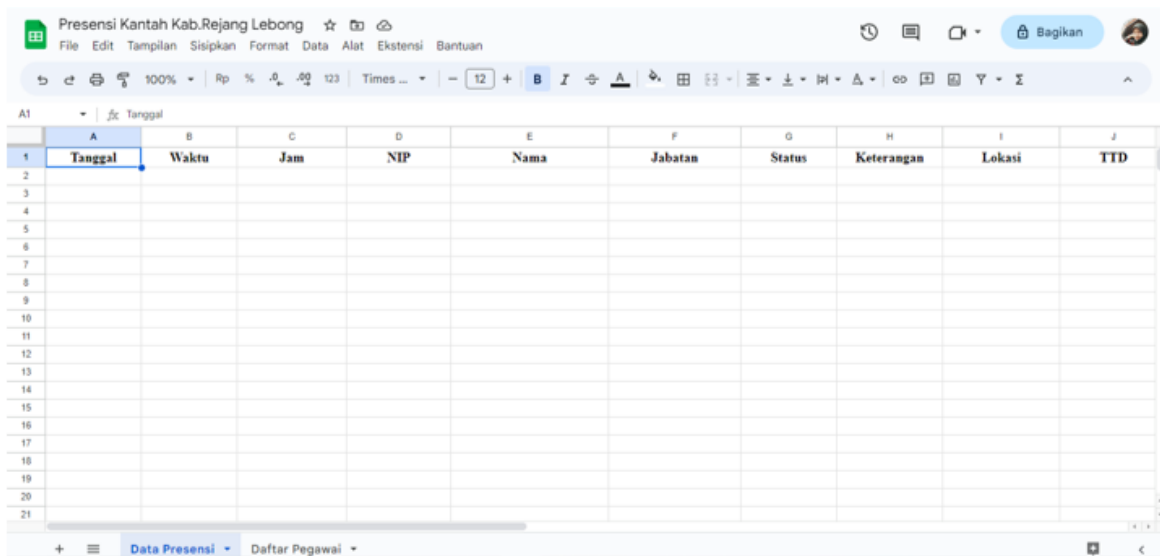 Presensi Kantah Kab.Rejang Lebong
File Edit Tampilan Sisipkan Format Data Alat Ekstensi Bantuan
Bagikan
100% Rp % .0 .00 123 Times ... - 12 + B I A
A1 fx Tanggal
A B C D E F G H I J
1 Tanggal Waktu Jam NIP Nama Jabatan Status Keterangan Lokasi TTD
2
3
4
5
6
7
8
9
10
11
12
13
14
15
16
17
18
19
20
21
+ Data Presensi Daftar Pegawai